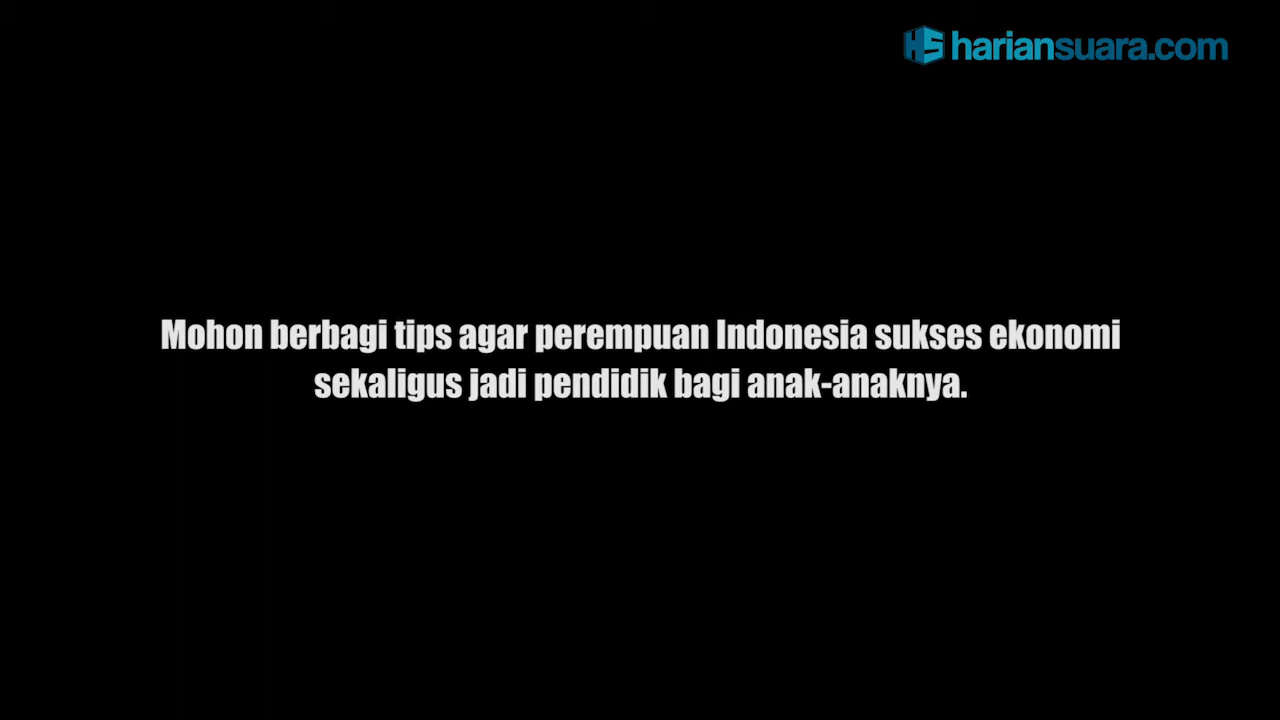 hariansuara.com
Mohon berbagi tips agar perempuan Indonesia sukses ekonomi
sekaligus jadi pendidik bagi anak-anaknya.